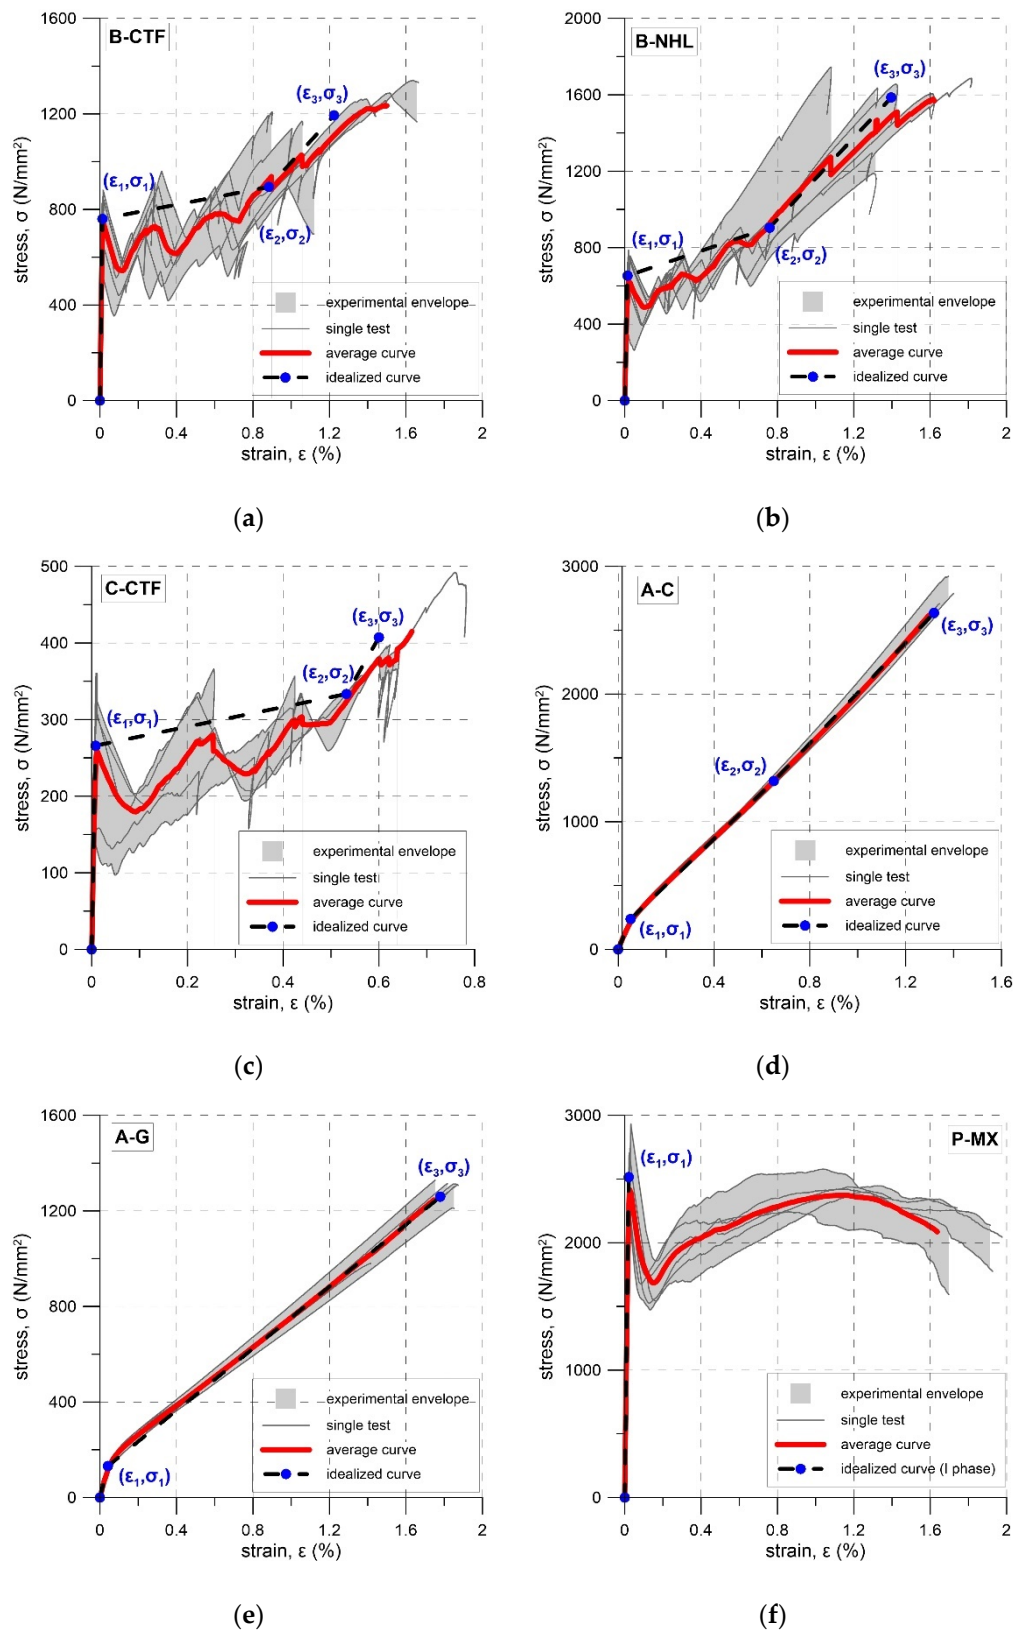 B-CTF
1600
1200
800
400
0
stress, σ (N/mm²)
(ε₁,σ₁)
(ε₂,σ₂)
(ε₃,σ₃)
experimental envelope
single test
average curve
idealized curve
0 0.4 0.8 1.2 1.6 2
strain, ε (%)
(a)
B-NHL
2000
1600
1200
800
400
0
stress, σ (N/mm²)
(ε₁,σ₁)
(ε₂,σ₂)
(ε₃,σ₃)
experimental envelope
single test
average curve
idealized curve
0 0.4 0.8 1.2 1.6 2
strain, ε (%)
(b)
C-CTF
500
400
300
200
100
0
stress, σ (N/mm²)
(ε₁,σ₁)
(ε₂,σ₂)
(ε₃,σ₃)
experimental envelope
single test
average curve
idealized curve
0 0.2 0.4 0.6 0.8
strain, ε (%)
(c)
A-C
3000
2000
1000
0
stress, σ (N/mm²)
(ε₁,σ₁)
(ε₂,σ₂)
(ε₃,σ₃)
experimental envelope
single test
average curve
idealized curve
0 0.4 0.8 1.2 1.6
strain, ε (%)
(d)
A-G
1600
1200
800
400
0
stress, σ (N/mm²)
(ε₁,σ₁)
(ε₃,σ₃)
experimental envelope
single test
average curve
idealized curve
0 0.4 0.8 1.2 1.6 2
strain, ε (%)
(e)
P-MX
3000
2000
1000
0
stress, σ (N/mm²)
(ε₁,σ₁)
experimental envelope
single test
average curve
idealized curve (I phase)
0 0.4 0.8 1.2 1.6 2
strain, ε (%)
(f)